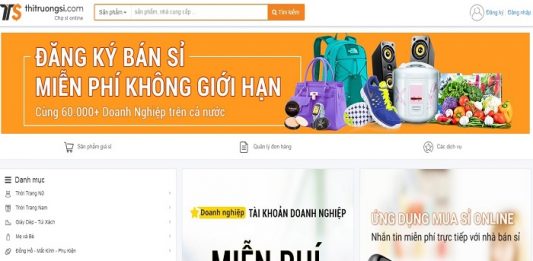 TTS thitruongsi.com
Chợ sỉ online
Sản phẩm
sản phẩm, nhà cung cấp...
Tìm kiếm
Đăng ký Đăng nhập
ĐĂNG KÝ BÁN SỈ
MIỄN PHÍ KHÔNG GIỚI HẠN
Cùng 60.000+ Doanh Nghiệp trên cả nước
Sản phẩm giá sỉ
Quản lý đơn hàng
Các dịch vụ
Danh mục
Thời Trang Nữ
Thời Trang Nam
Giày Dép - Túi Xách
Mẹ và Bé
Đồng Hồ - Mắt Kính - Phụ Kiện
Doanh nghiệp TÀI KHOẢN DOANH NGHIỆP
MIỄN PHÍ
ỨNG DỤNG MUA SỈ ONLINE
Nhắn tin miễn phí trực tiếp với nhà bán sỉ